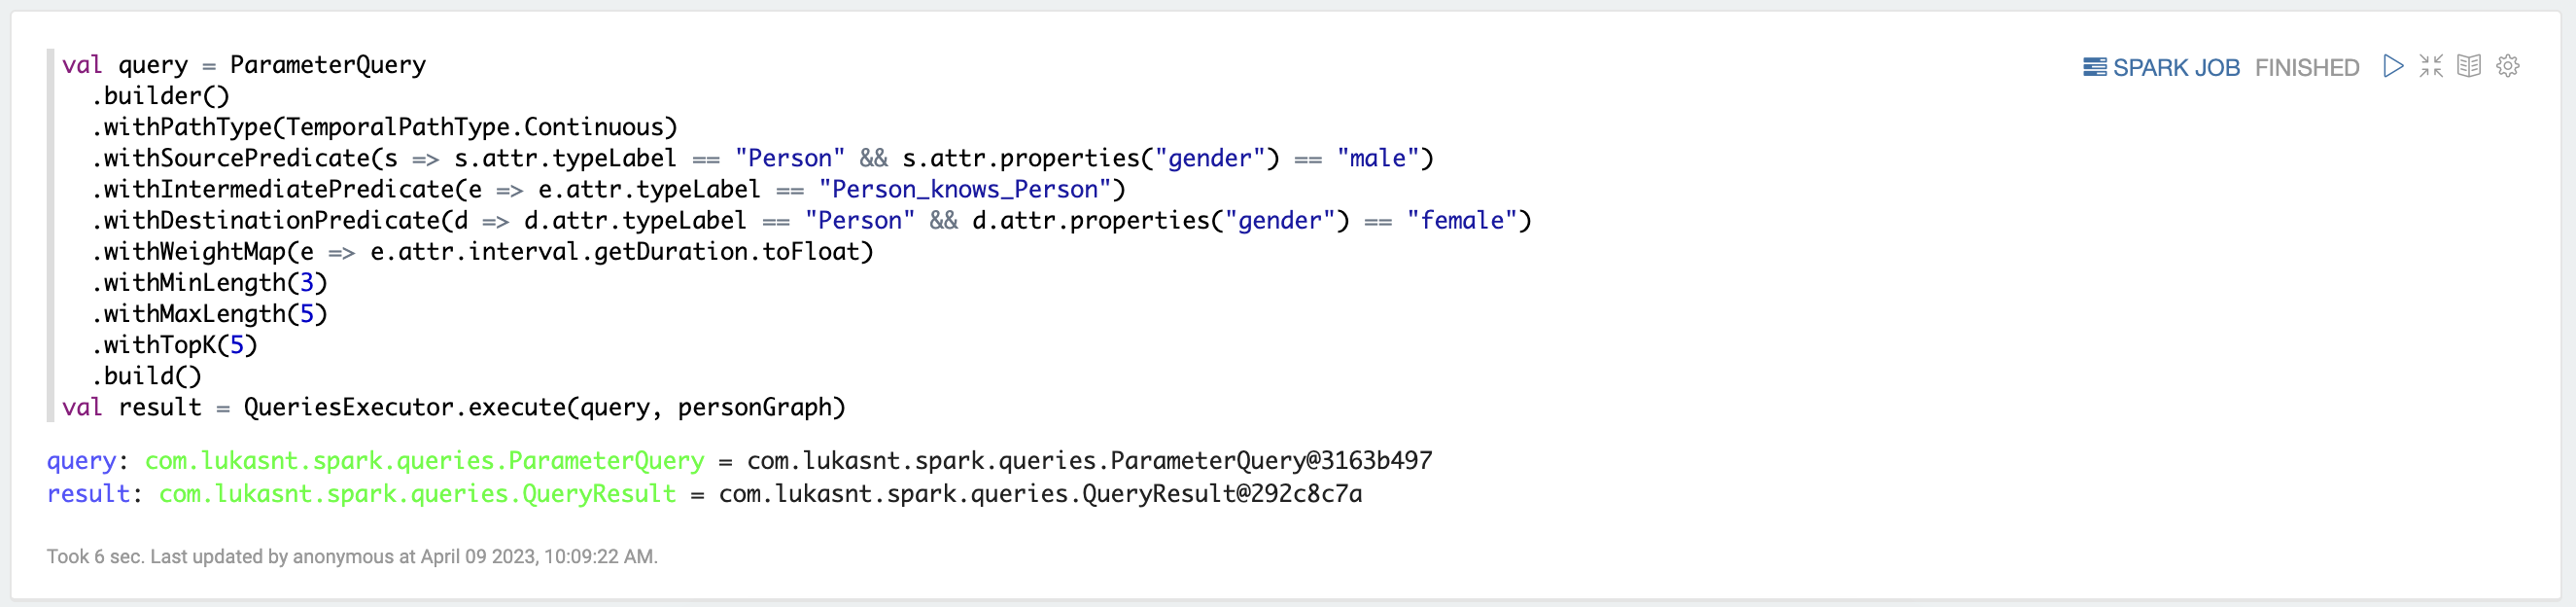 val query = ParameterQuery
SPARK JOB FINISHED
.builder()
.withPathType(TemporalPathType.Continuous)
.withSourcePredicate(s => s.attr.typeLabel == "Person" && s.attr.properties("gender") == "male")
.withIntermediatePredicate(e => e.attr.typeLabel == "Person_knows_Person")
.withDestinationPredicate(d => d.attr.typeLabel == "Person" && d.attr.properties("gender") == "female")
.withWeightMap(e => e.attr.interval.getDuration.toFloat)
.withMinLength(3)
.withMaxLength(5)
.withTopK(5)
.build()
val result = QueriesExecutor.execute(query, personGraph)
query: com.lukasnt.spark.queries.ParameterQuery = com.lukasnt.spark.queries.ParameterQuery@3163b497
result: com.lukasnt.spark.queries.QueryResult = com.lukasnt.spark.queries.QueryResult@292c8c7a
Took 6 sec. Last updated by anonymous at April 09 2023, 10:09:22 AM.